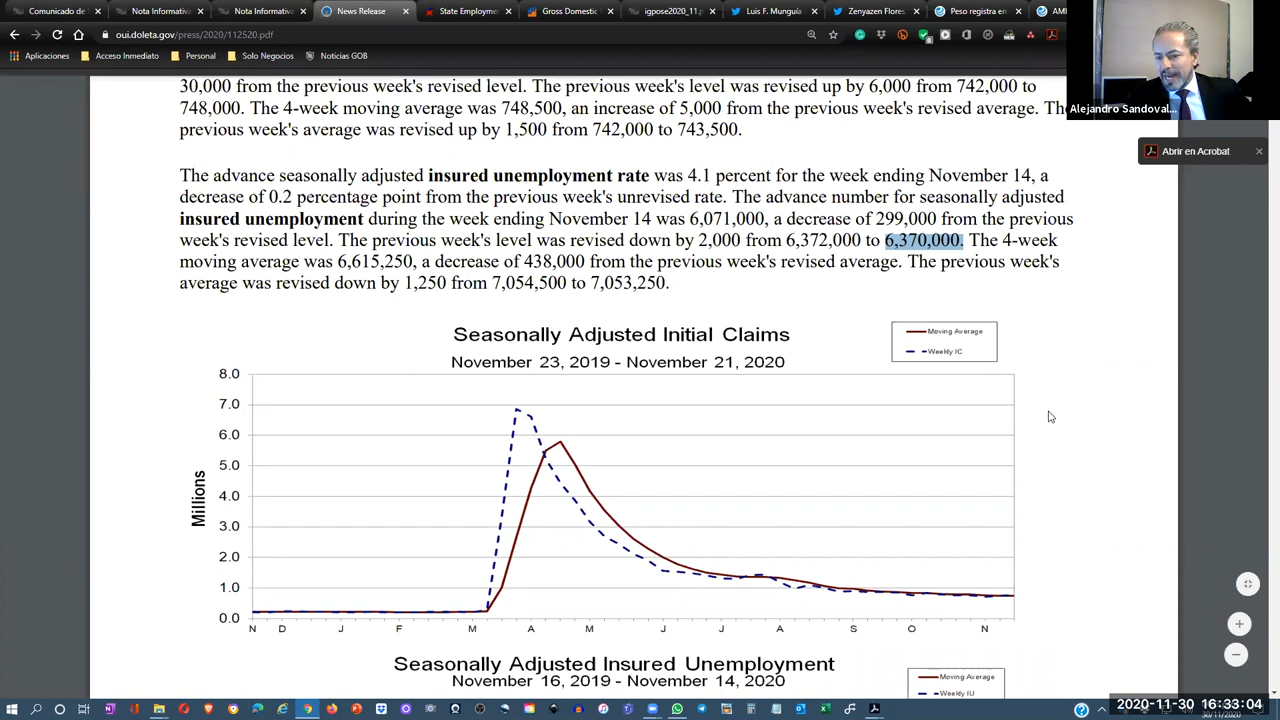 Comunicado de
Nota Informativa
Nota Informativa
News Release
State Employme
Gross Domestic
igpose2020_11.p
Luis F. Munguía
Zenyazen Flores
Peso registra en
oui.doleta.gov/press/2020/112520.pdf
Aplicaciones
Acceso Inmediato
Personal
Solo Negocios
Noticias GOB
Alejandro Sandoval...
Abrir en Acrobat
30,000 from the previous week's revised level. The previous week's level was revised up by 6,000 from 742,000 to
748,000. The 4-week moving average was 748,500, an increase of 5,000 from the previous week's revised average. The
previous week's average was revised up by 1,500 from 742,000 to 743,500.
The advance seasonally adjusted insured unemployment rate was 4.1 percent for the week ending November 14, a
decrease of 0.2 percentage point from the previous week's unrevised rate. The advance number for seasonally adjusted
insured unemployment during the week ending November 14 was 6,071,000, a decrease of 299,000 from the previous
week's revised level. The previous week's level was revised down by 2,000 from 6,372,000 to 6,370,000. The 4-week
moving average was 6,615,250, a decrease of 438,000 from the previous week's revised average. The previous week's
average was revised down by 1,250 from 7,054,500 to 7,053,250.
Seasonally Adjusted Initial Claims
November 23, 2019 - November 21, 2020
Moving Average
Weekly IC
8.0
7.0
6.0
5.0
4.0
3.0
2.0
1.0
0.0
Millions
N D J F M A M J J A S O N
Seasonally Adjusted Insured Unemployment
November 16, 2019 - November 14, 2020
Moving Average
Weekly IU
2020-11-30 16:33:04
30/11/2020